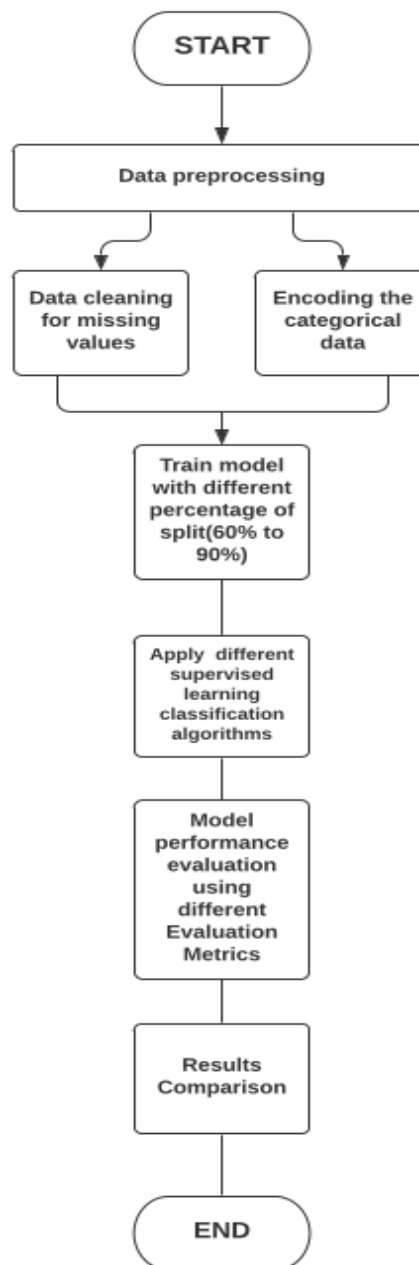 START
Data preprocessing
Data cleaning
for missing
values
Encoding the
categorical
data
Train model
with different
percentage of
split(60% to
90%)
Apply different
supervised
learning
classification
algorithms
Model
performance
evaluation
using
different
Evaluation
Metrics
Results
Comparison
END